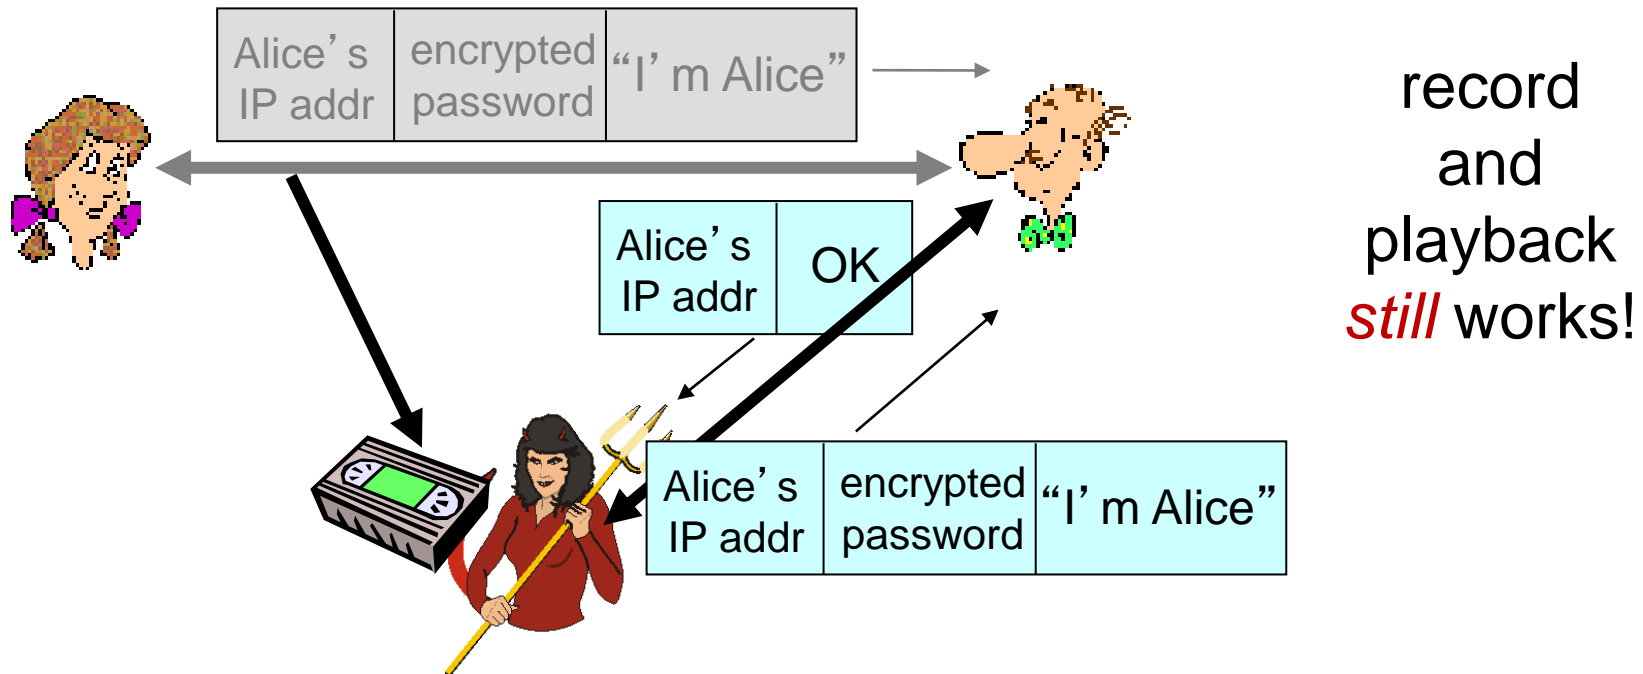 Alice’s
IP addr
encrypted
password
“I’m Alice”
record
and
playback
still works!
Alice’s
IP addr
OK
Alice’s
IP addr
encrypted
password
“I’m Alice”